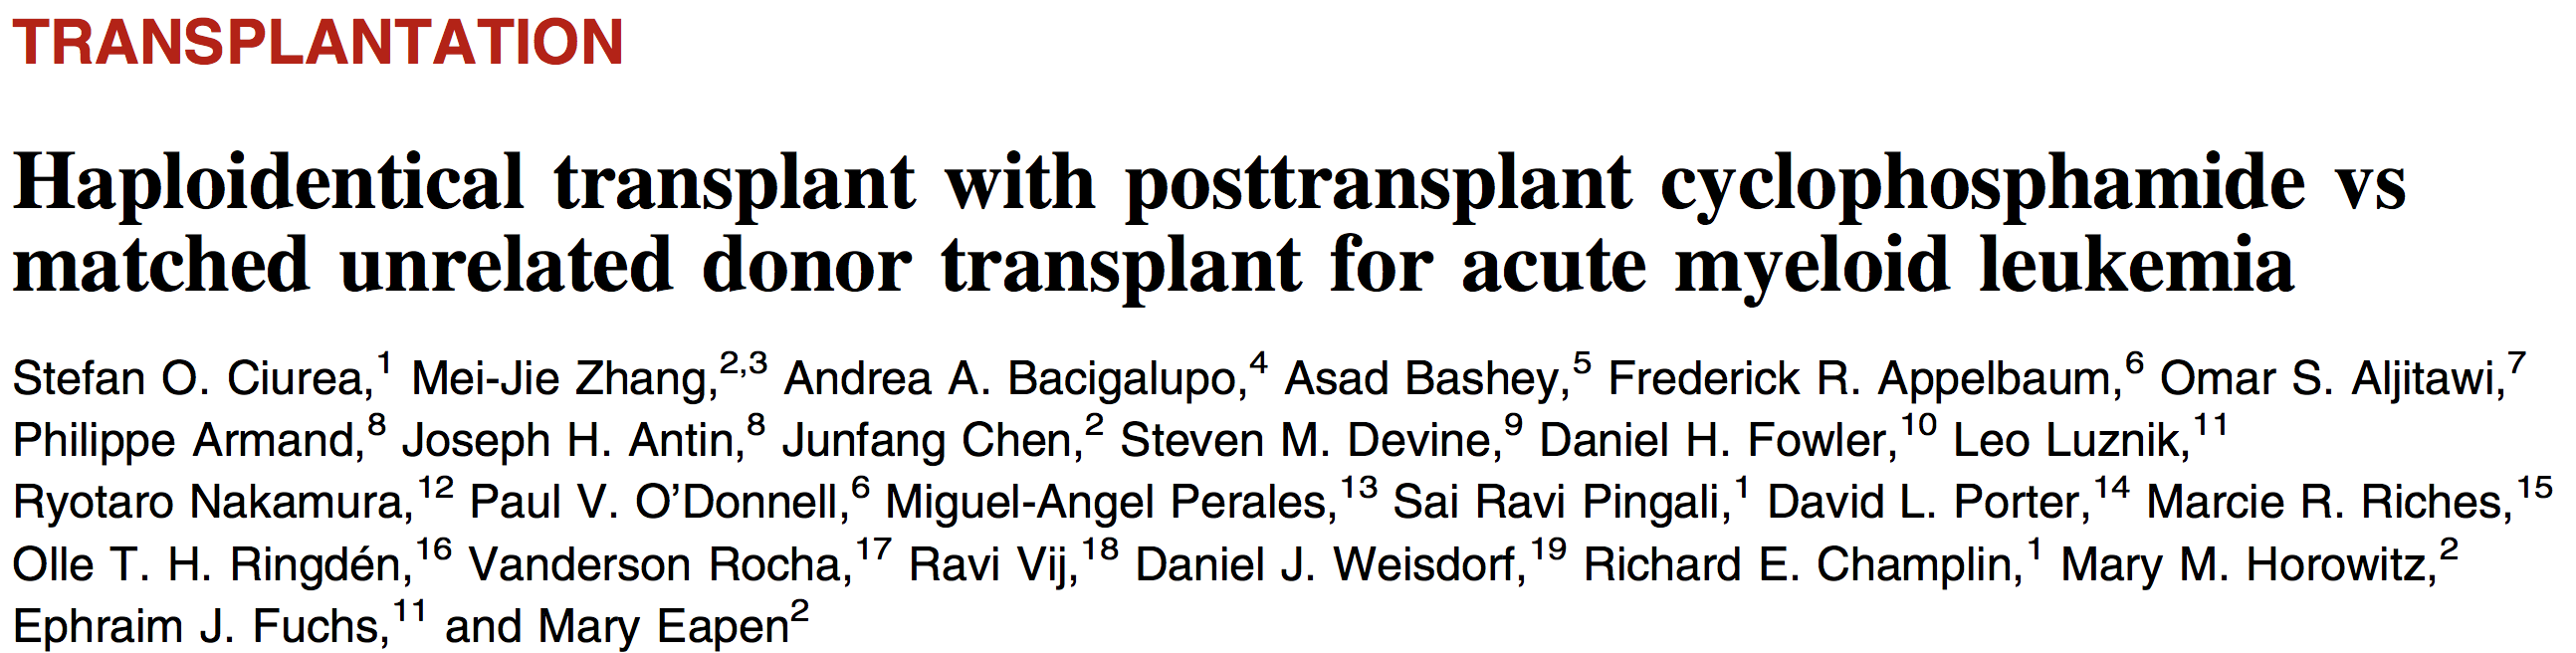 TRANSPLANTATION
Haploidentical transplant with posttransplant cyclophosphamide vs
matched unrelated donor transplant for acute myeloid leukemia
Stefan O. Ciurea,1 Mei-Jie Zhang,2,3 Andrea A. Bacigalupo,4 Asad Bashey,5 Frederick R. Appelbaum,6 Omar S. Aljitawi,7
Philippe Armand,8 Joseph H. Antin,8 Junfang Chen,2 Steven M. Devine,9 Daniel H. Fowler,10 Leo Luznik,11
Ryotaro Nakamura,12 Paul V. O’Donnell,6 Miguel-Angel Perales,13 Sai Ravi Pingali,1 David L. Porter,14 Marcie R. Riches,15
Olle T. H. Ringdén,16 Vanderson Rocha,17 Ravi Vij,18 Daniel J. Weisdorf,19 Richard E. Champlin,1 Mary M. Horowitz,2
Ephraim J. Fuchs,11 and Mary Eapen2